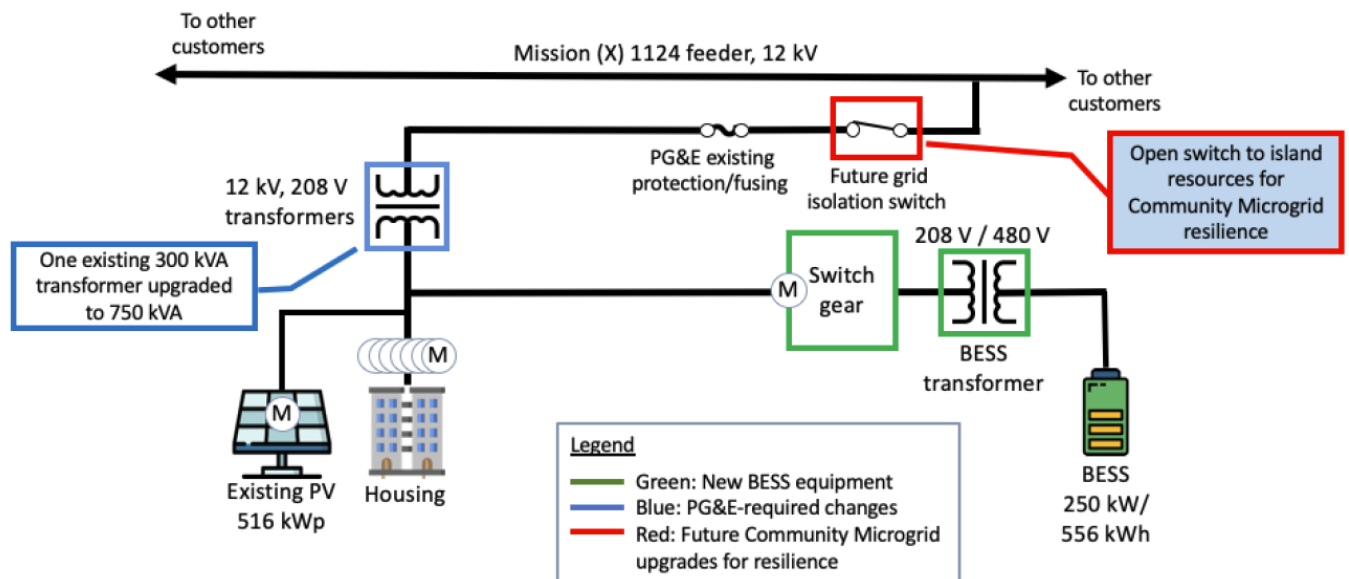 To other
customers
Mission (X) 1124 feeder, 12 kV
To other
customers
PG&E existing
protection/fusing
Future grid
isolation switch
Open switch to island
resources for
Community Microgrid
resilience
12 kV, 208 V
transformers
One existing 300 kVA
transformer upgraded
to 750 kVA
208 V / 480 V
M
Switch
gear
BESS
transformer
M
M
Existing PV
516 kWp
Housing
BESS
250 kW/
556 kWh
Legend
Green: New BESS equipment
Blue: PG&E-required changes
Red: Future Community Microgrid
upgrades for resilience